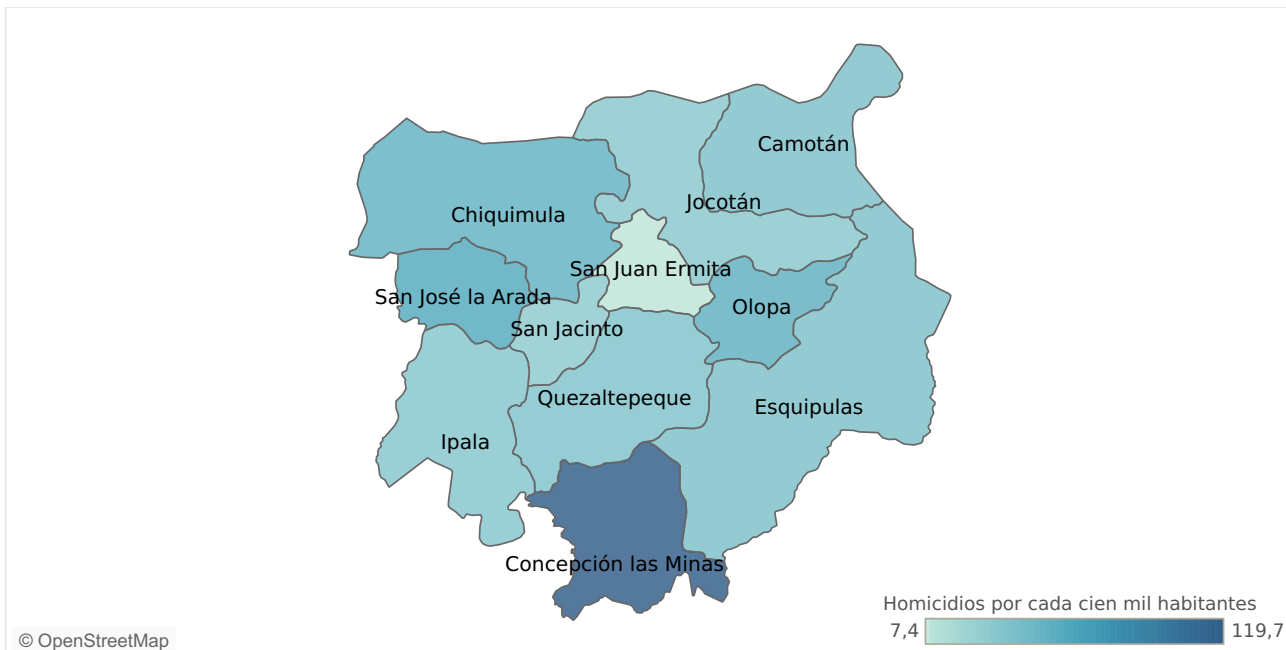 Camotán
Jocotán
Chiquimula
San Juan Ermita
San José la Arada
Olopa
San Jacinto
Quezaltepeque
Esquipulas
Ipala
Concepción las Minas
Homicidios por cada cien mil habitantes
7,4 119,7
© OpenStreetMap